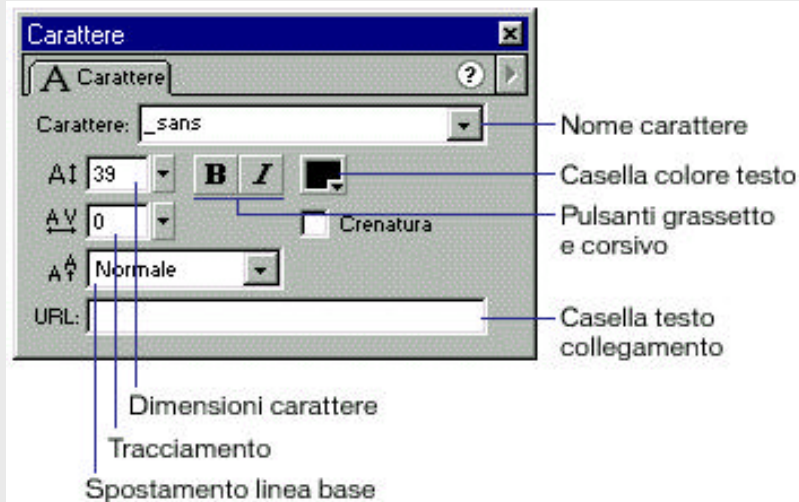 Carattere
A Carattere ?
Carattere: _sans
Nome carattere
39 B I
Casella colore testo
AV 0 Crenatura
Pulsanti grassetto
e corsivo
Normale
URL:
Casella testo
collegamento
Dimensioni carattere
Tracciamento
Spostamento linea base